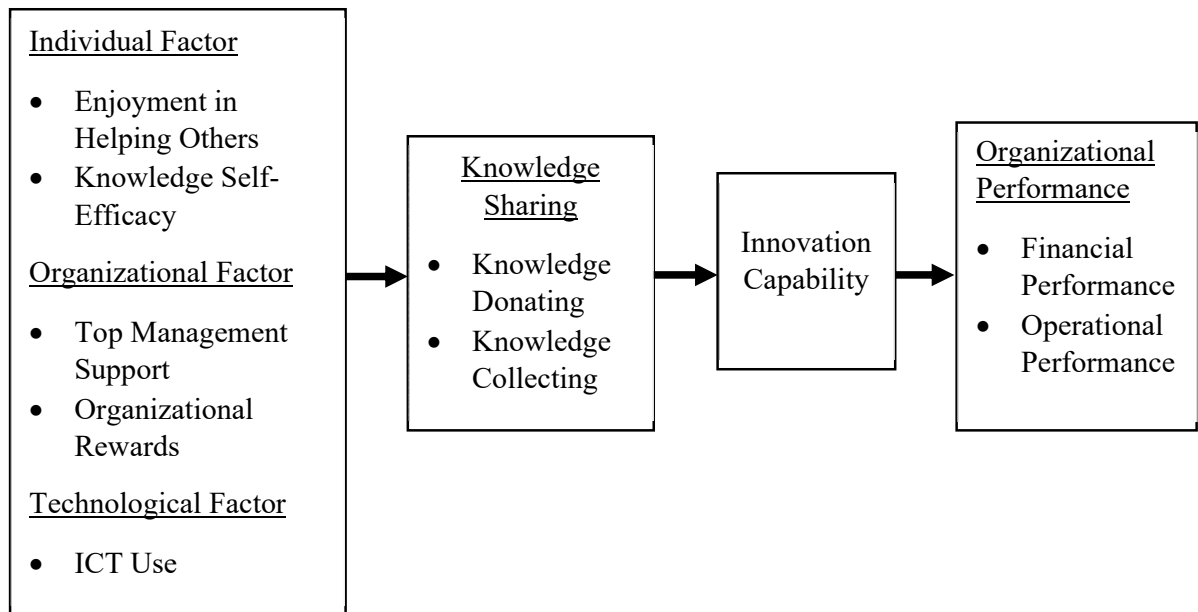 Individual Factor
• Enjoyment in
Helping Others
• Knowledge Self-
Efficacy
Organizational Factor
• Top Management
Support
• Organizational
Rewards
Technological Factor
• ICT Use
Knowledge
Sharing
• Knowledge
Donating
• Knowledge
Collecting
Innovation
Capability
Organizational
Performance
• Financial
Performance
• Operational
Performance